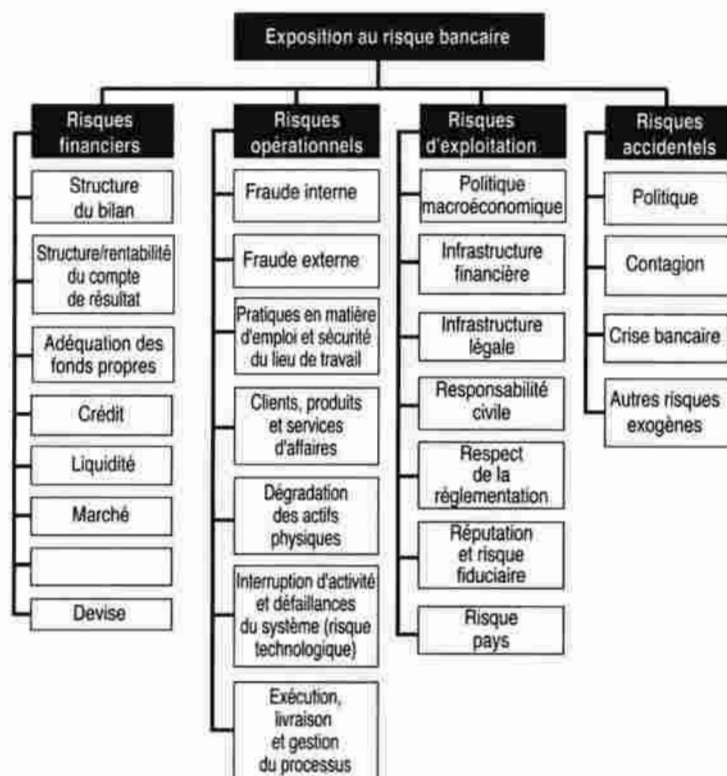 Exposition au risque bancaire
Risques
financiers
Structure
du bilan
Structure/rentabilité
du compte
de résultat
Adéquation des
fonds propres
Crédit
Liquidité
Marché
Devise
Risques
opérationnels
Fraude interne
Fraude externe
Pratiques en matière
d'emploi et sécurité
du lieu de travail
Clients, produits
et services
d'affaires
Dégradation
des actifs
physiques
Interruption d'activité
et défaillances
du système (risque
technologique)
Exécution,
livraison
et gestion
du processus
Risques
d'exploitation
Politique
macroéconomique
Infrastructure
financière
Infrastructure
légale
Responsabilité
civile
Respect
de la
réglementation
Réputation
et risque
fiduciaire
Risque
pays
Risques
accidentels
Politique
Contagion
Crise bancaire
Autres risques
exogènes